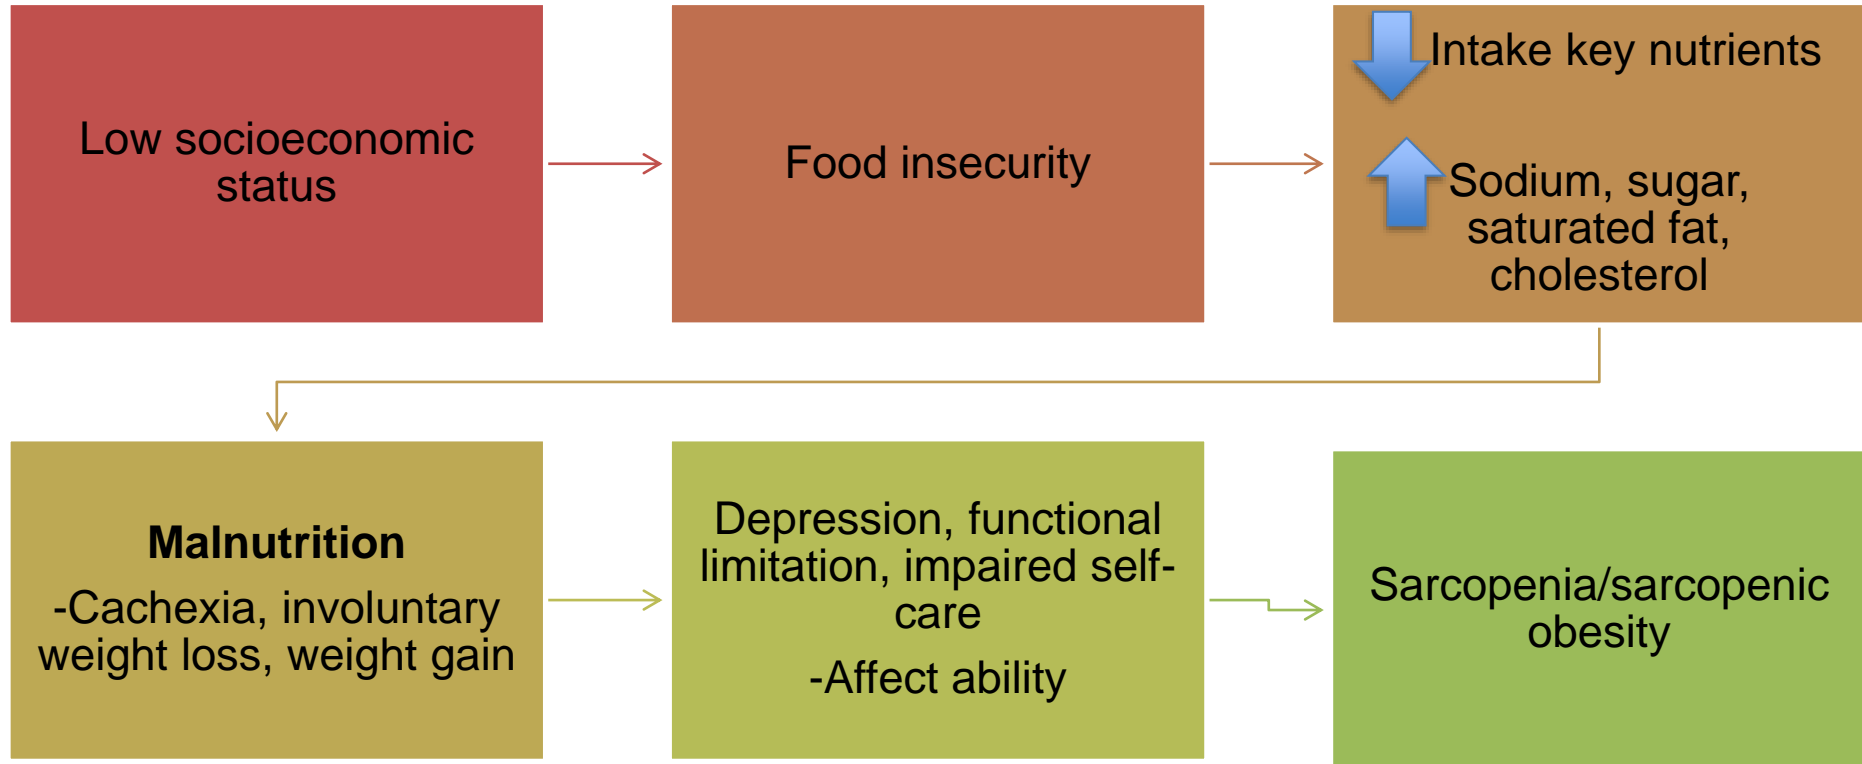 Low socioeconomic
status
Food insecurity
Intake key nutrients
Sodium, sugar,
saturated fat,
cholesterol
Malnutrition
-Cachexia, involuntary
weight loss, weight gain
Depression, functional
limitation, impaired self-
care
-Affect ability
Sarcopenia/sarcopenic
obesity